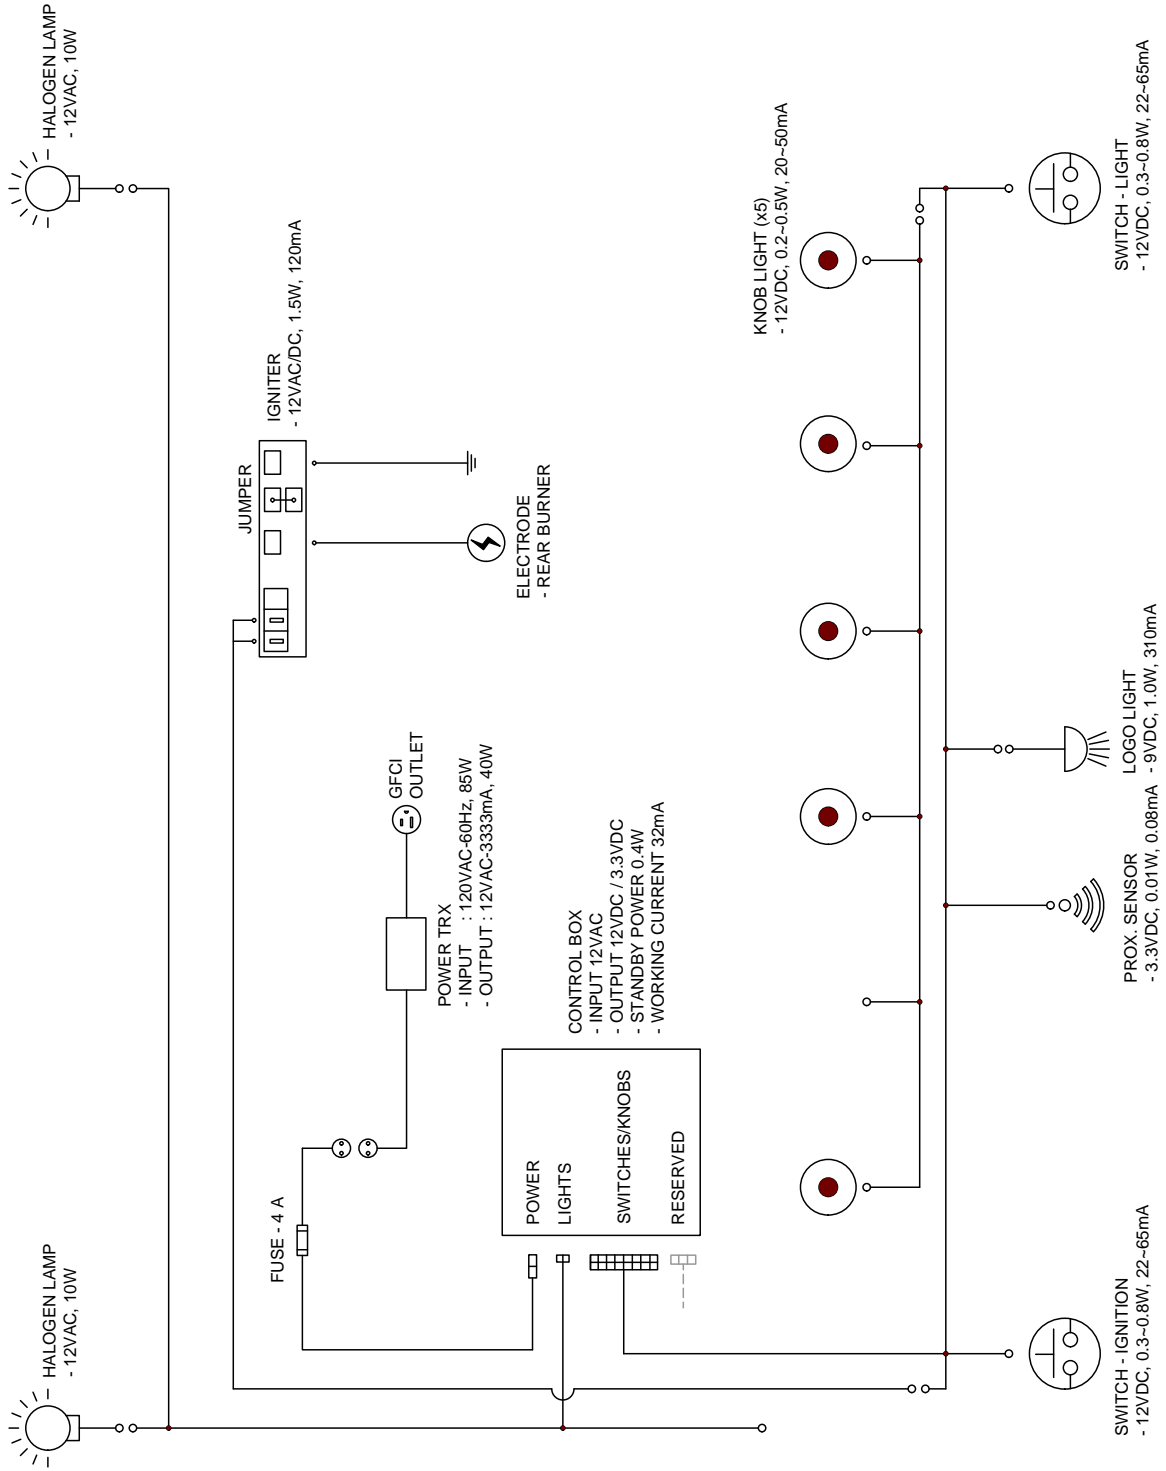 HALOGEN LAMP
- 12VAC, 10W
HALOGEN LAMP
- 12VAC, 10W
FUSE - 4 A
POWER TRX
- INPUT : 120VAC-60Hz, 85W
- OUTPUT : 12VAC-3333mA, 40W
GFCI
OUTLET
JUMPER
IGNITER
- 12VAC/DC, 1.5W, 120mA
ELECTRODE
- REAR BURNER
CONTROL BOX
- INPUT 12VAC
- OUTPUT 12VDC / 3.3VDC
- STANDBY POWER 0.4W
- WORKING CURRENT 32mA
POWER
LIGHTS
SWITCHES/KNOBS
RESERVED
KNOB LIGHT (x5)
- 12VDC, 0.2~0.5W, 20~50mA
SWITCH - IGNITION
- 12VDC, 0.3~0.8W, 22~65mA
PROX. SENSOR
- 3.3VDC, 0.01W, 0.08mA
LOGO LIGHT
- 9VDC, 1.0W, 310mA
SWITCH - LIGHT
- 12VDC, 0.3~0.8W, 22~65mA